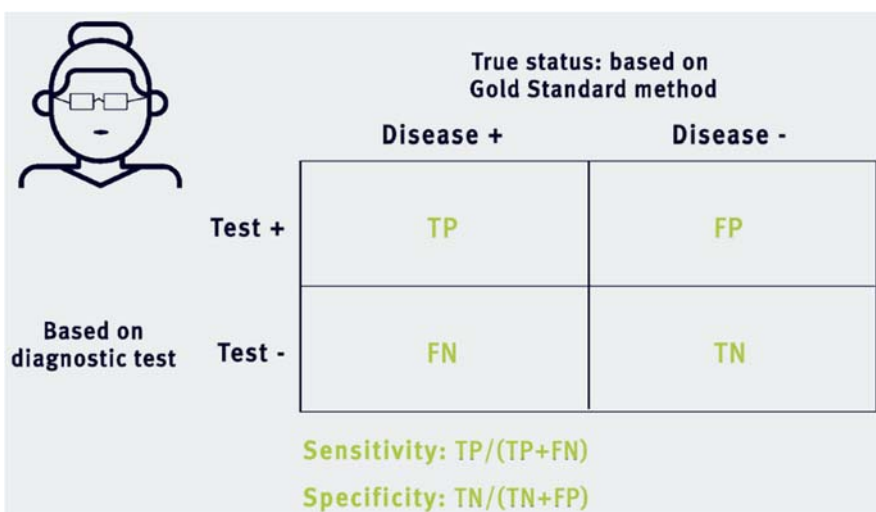 True status: based on
Gold Standard method
Disease + Disease -
Test + TP FP
Based on
diagnostic test
Test - FN TN
Sensitivity: TP/(TP+FN)
Specificity: TN/(TN+FP)